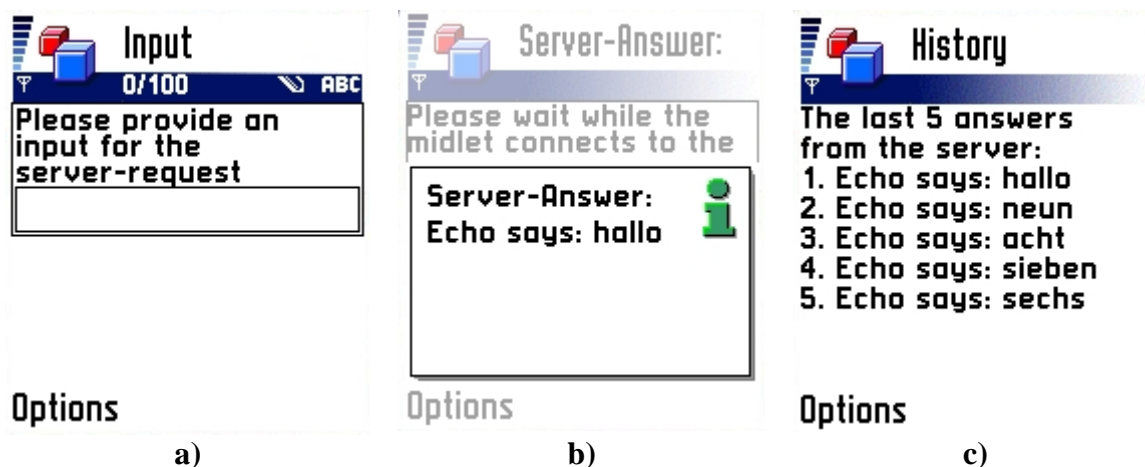 Input
0/100 ABC
Please provide an
input for the
server-request
Options
a)
Server-Answer:
Please wait while the
midlet connects to the
Server-Answer:
Echo says: hallo
Options
b)
History
The last 5 answers
from the server:
1. Echo says: hallo
2. Echo says: neun
3. Echo says: acht
4. Echo says: sieben
5. Echo says: sechs
Options
c)